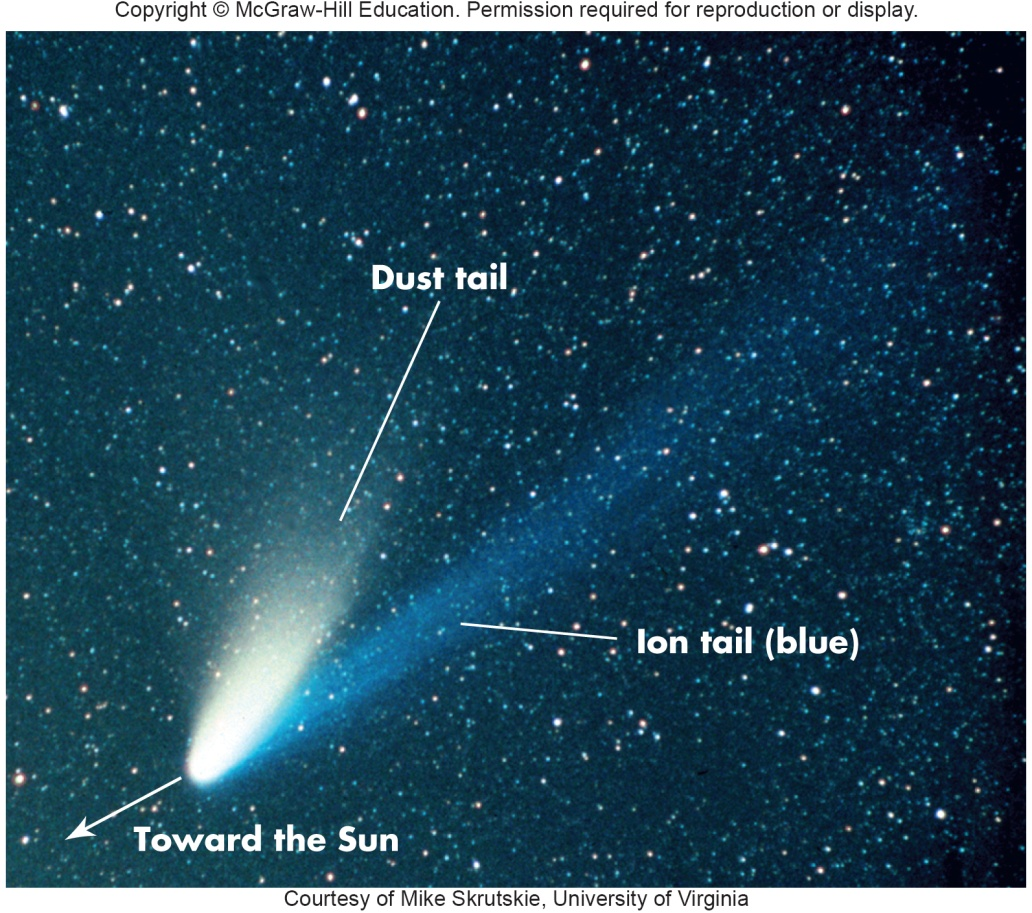 Copyright © McGraw-Hill Education. Permission required for reproduction or display.
Dust tail
Ion tail (blue)
Toward the Sun
Courtesy of Mike Skrutskie, University of Virginia